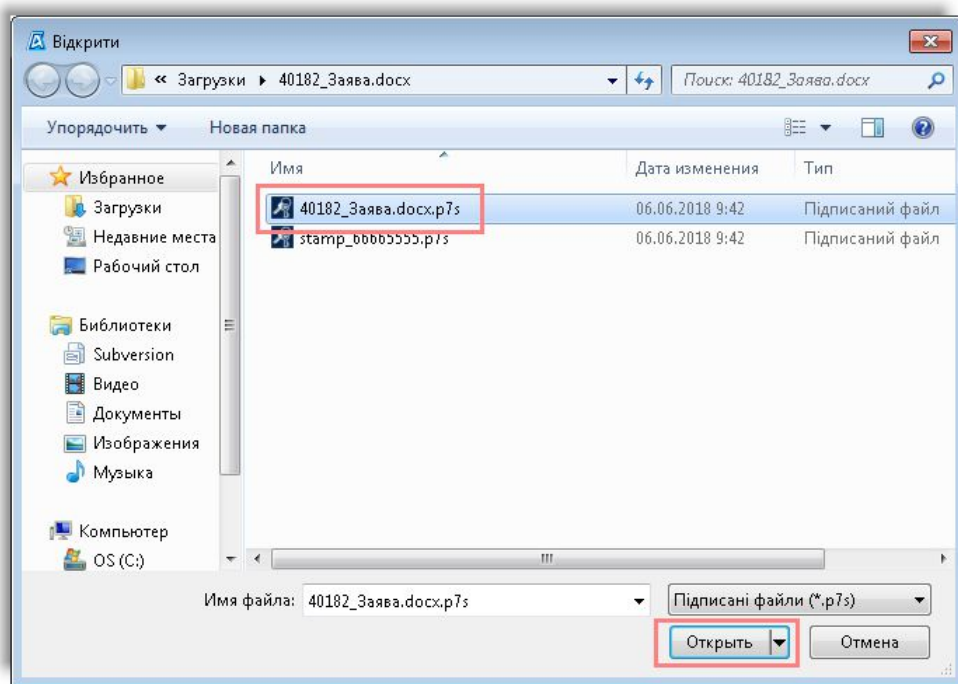 Відкрити
« Загрузки ▸ 40182_Заява.docx
Поиск: 40182_Заява.docx
Упорядочить
Новая папка
Избранное
Загрузки
Недавние места
Рабочий стол
Библиотеки
Subversion
Видео
Документы
Изображения
Музыка
Компьютер
OS (C:)
Имя Дата изменения Тип
40182_Заява.docx.p7s 06.06.2018 9:42 Підписаний файл
stamp_66665555.p7s 06.06.2018 9:42 Підписаний файл
Имя файла: 40182_Заява.docx.p7s Підписані файли (*.p7s)
Открыть Отмена